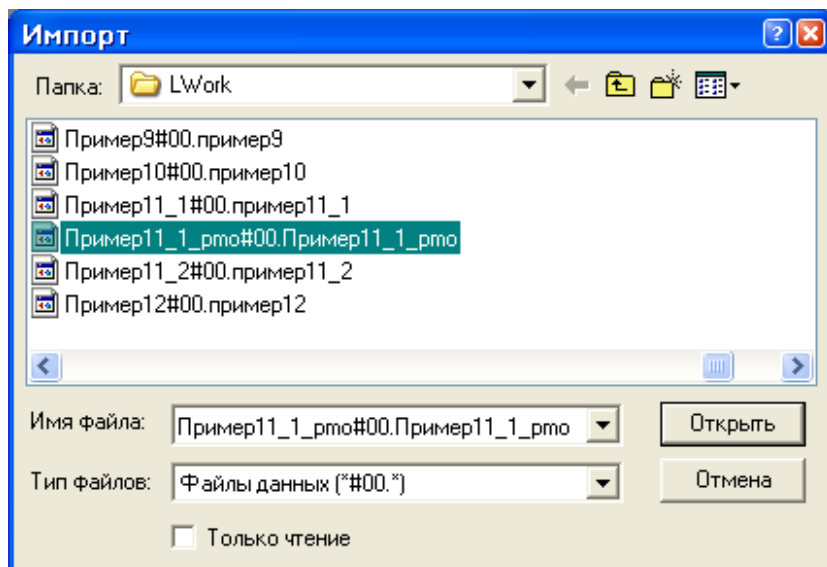 Импорт
Папка: LWork
Пример9#00.пример9
Пример10#00.пример10
Пример11_1#00.пример11_1
Пример11_1_pmo#00.Пример11_1_pmo
Пример11_2#00.пример11_2
Пример12#00.пример12
Имя файла: Пример11_1_pmo#00.Пример11_1_pmo Открыть
Тип файлов: Файлы данных (*#00.*) Отмена
Только чтение